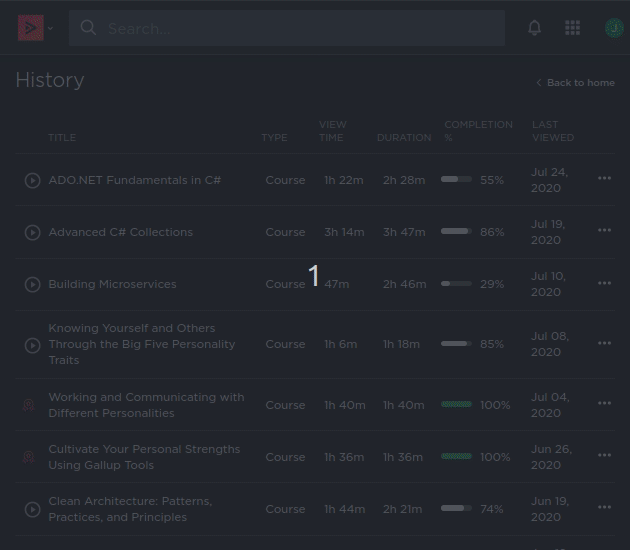 Search...
J
History
Back to home
TITLE TYPE VIEW TIME DURATION COMPLETION % LAST VIEWED
ADO.NET Fundamentals in C# Course 1h 22m 2h 28m 55% Jul 24, 2020
Advanced C# Collections Course 3h 14m 3h 47m 86% Jul 19, 2020
Building Microservices Course 47m 2h 46m 29% Jul 10, 2020
1
Knowing Yourself and Others
Through the Big Five Personality
Traits
Course 1h 6m 1h 18m 85% Jul 08, 2020
Working and Communicating with
Different Personalities
Course 1h 40m 1h 40m 100% Jul 04, 2020
Cultivate Your Personal Strengths
Using Gallup Tools
Course 1h 36m 1h 36m 100% Jun 26, 2020
Clean Architecture: Patterns,
Practices, and Principles
Course 1h 44m 2h 21m 74% Jun 19, 2020